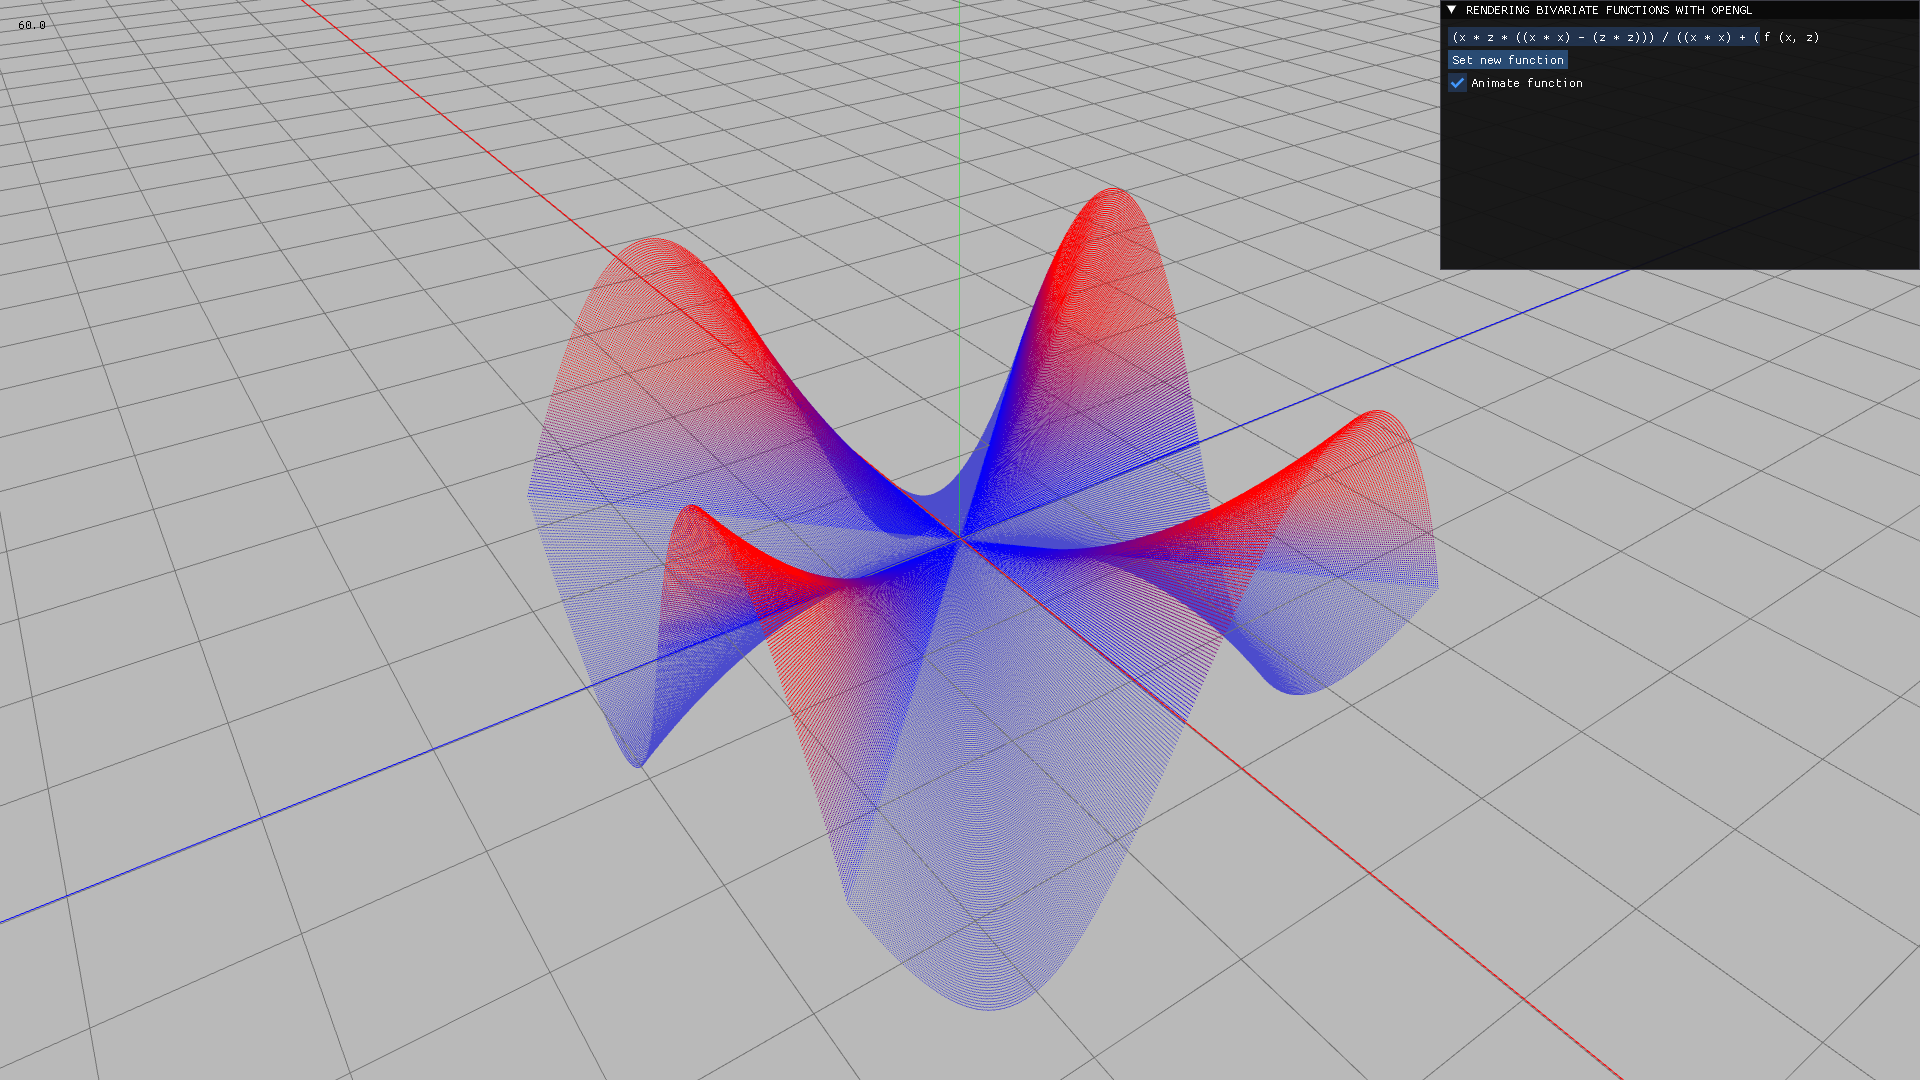 60.0
▼ RENDERING BIVARIATE FUNCTIONS WITH OPENGL
(x * z * ((x * x) - (z * z))) / ((x * x) + ( f (x, z)
Set new function
Animate function